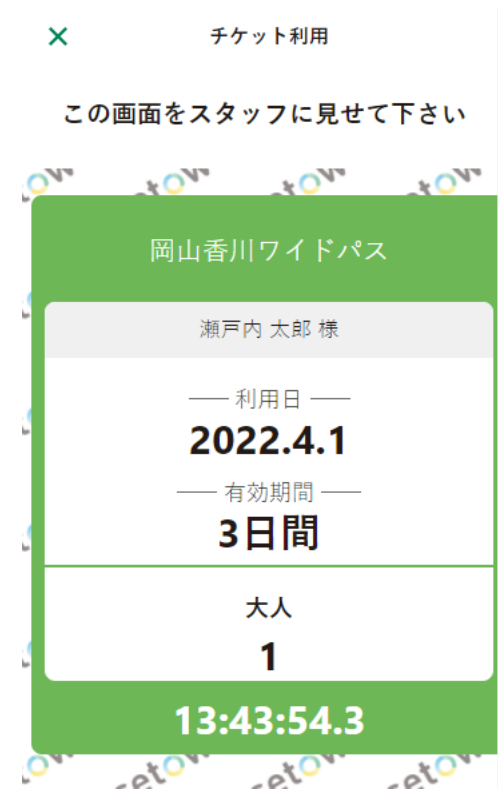 チケット利用
この画面をスタッフに見せて下さい
岡山香川ワイドパス
瀬戸内 太郎 様
利用日
2022.4.1
有効期間
3日間
大人
1
13:43:54.3
setow
setow
setow